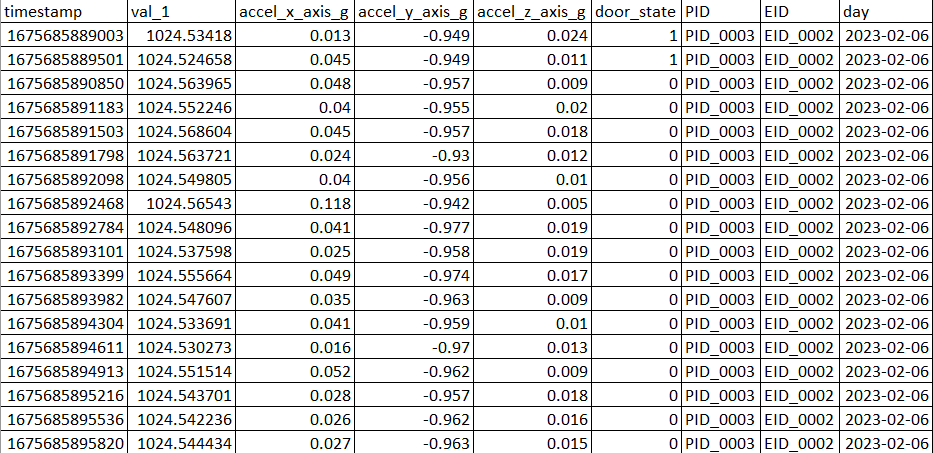 timestamp val_1 accel_x_axis_g accel_y_axis_g accel_z_axis_g door_state PID EID day
1675685889003 1024.53418 0.013 -0.949 0.024 1 PID_0003 EID_0002 2023-02-06
1675685889501 1024.524658 0.045 -0.949 0.011 1 PID_0003 EID_0002 2023-02-06
1675685890850 1024.563965 0.048 -0.957 0.009 0 PID_0003 EID_0002 2023-02-06
1675685891183 1024.552246 0.04 -0.955 0.02 0 PID_0003 EID_0002 2023-02-06
1675685891503 1024.568604 0.045 -0.957 0.018 0 PID_0003 EID_0002 2023-02-06
1675685891798 1024.563721 0.024 -0.93 0.012 0 PID_0003 EID_0002 2023-02-06
1675685892098 1024.549805 0.04 -0.956 0.01 0 PID_0003 EID_0002 2023-02-06
1675685892468 1024.56543 0.118 -0.942 0.005 0 PID_0003 EID_0002 2023-02-06
1675685892784 1024.548096 0.041 -0.977 0.019 0 PID_0003 EID_0002 2023-02-06
1675685893101 1024.537598 0.025 -0.958 0.019 0 PID_0003 EID_0002 2023-02-06
1675685893399 1024.555664 0.049 -0.974 0.017 0 PID_0003 EID_0002 2023-02-06
1675685893982 1024.547607 0.035 -0.963 0.009 0 PID_0003 EID_0002 2023-02-06
1675685894304 1024.533691 0.041 -0.959 0.01 0 PID_0003 EID_0002 2023-02-06
1675685894611 1024.530273 0.016 -0.97 0.013 0 PID_0003 EID_0002 2023-02-06
1675685894913 1024.551514 0.052 -0.962 0.009 0 PID_0003 EID_0002 2023-02-06
1675685895216 1024.543701 0.028 -0.957 0.018 0 PID_0003 EID_0002 2023-02-06
1675685895536 1024.542236 0.026 -0.962 0.016 0 PID_0003 EID_0002 2023-02-06
1675685895820 1024.544434 0.027 -0.963 0.015 0 PID_0003 EID_0002 2023-02-06